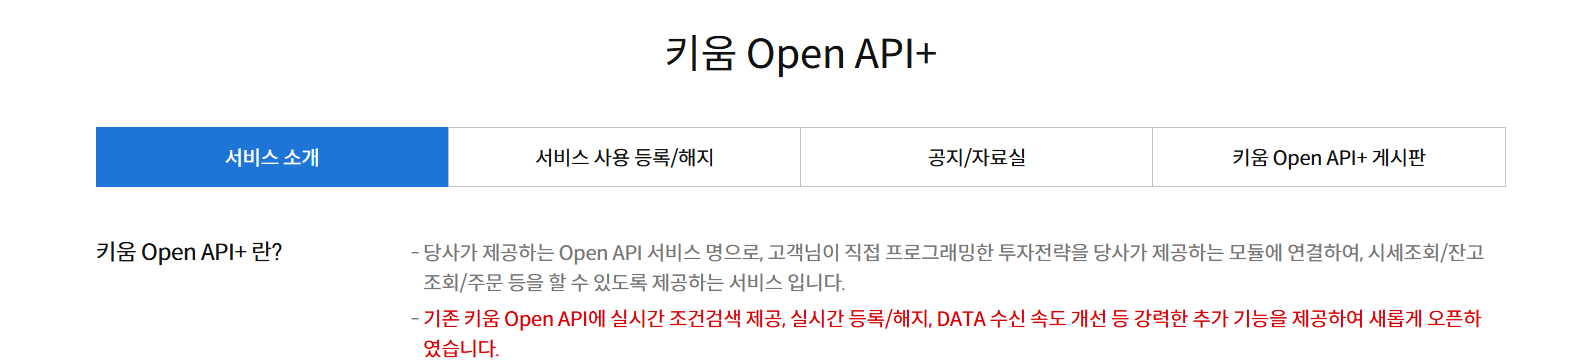 키움 Open API+
서비스 소개
서비스 사용 등록/해지
공지/자료실
키움 Open API+ 게시판
키움 Open API+ 란?
- 당사가 제공하는 Open API 서비스 명으로, 고객님이 직접 프로그래밍한 투자전략을 당사가 제공하는 모듈에 연결하여, 시세조회/잔고
조회/주문 등을 할 수 있도록 제공하는 서비스 입니다.
- 기존 키움 Open API에 실시간 조건검색 제공, 실시간 등록/해지, DATA 수신 속도 개선 등 강력한 추가 기능을 제공하여 새롭게 오픈하
였습니다.